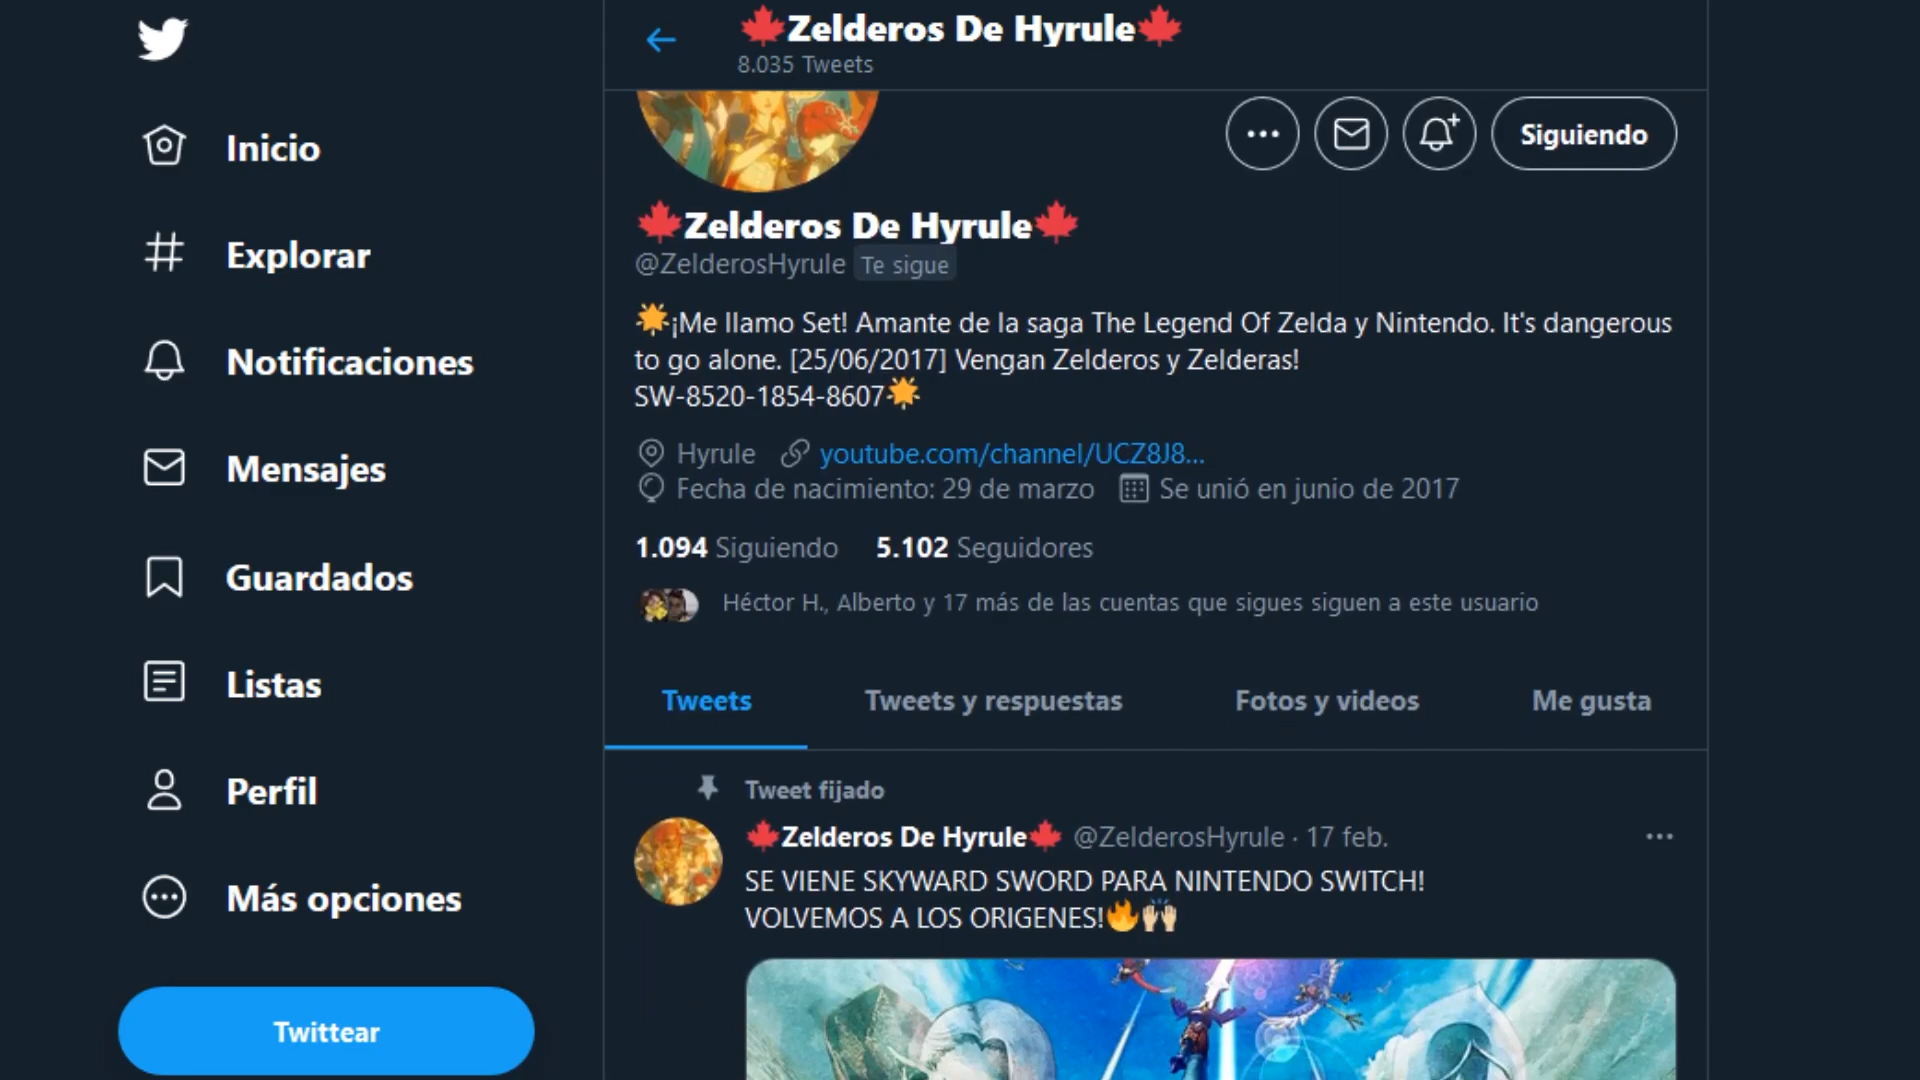 🍁Zelderos De Hyrule🍁
8.035 Tweets
Inicio
Explorar
Notificaciones
Mensajes
Guardados
Listas
Perfil
Más opciones
Twittear
Siguiendo
🍁Zelderos De Hyrule🍁
@ZelderosHyrule Te sigue
🌟¡Me llamo Set! Amante de la saga The Legend Of Zelda y Nintendo. It's dangerous
to go alone. [25/06/2017] Vengan Zelderos y Zelderas!
SW-8520-1854-8607🌟
Hyrule youtube.com/channel/UCZ8J8...
Fecha de nacimiento: 29 de marzo Se unió en junio de 2017
1.094 Siguiendo 5.102 Seguidores
Héctor H., Alberto y 17 más de las cuentas que sigues siguen a este usuario
Tweets Tweets y respuestas Fotos y videos Me gusta
Tweet fijado
🍁Zelderos De Hyrule🍁 @ZelderosHyrule · 17 feb.
SE VIENE SKYWARD SWORD PARA NINTENDO SWITCH!
VOLVEMOS A LOS ORIGENES!🔥🙌🏻